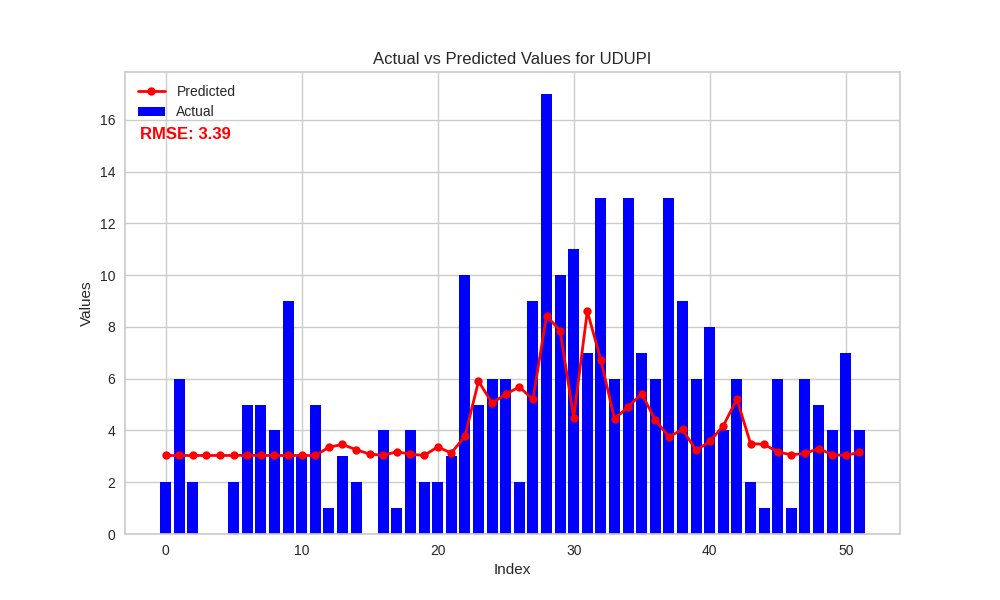 Actual vs Predicted Values for UDUPI
Predicted
Actual
RMSE: 3.39
Values
16
14
12
10
8
6
4
2
0
0 10 20 30 40 50
Index